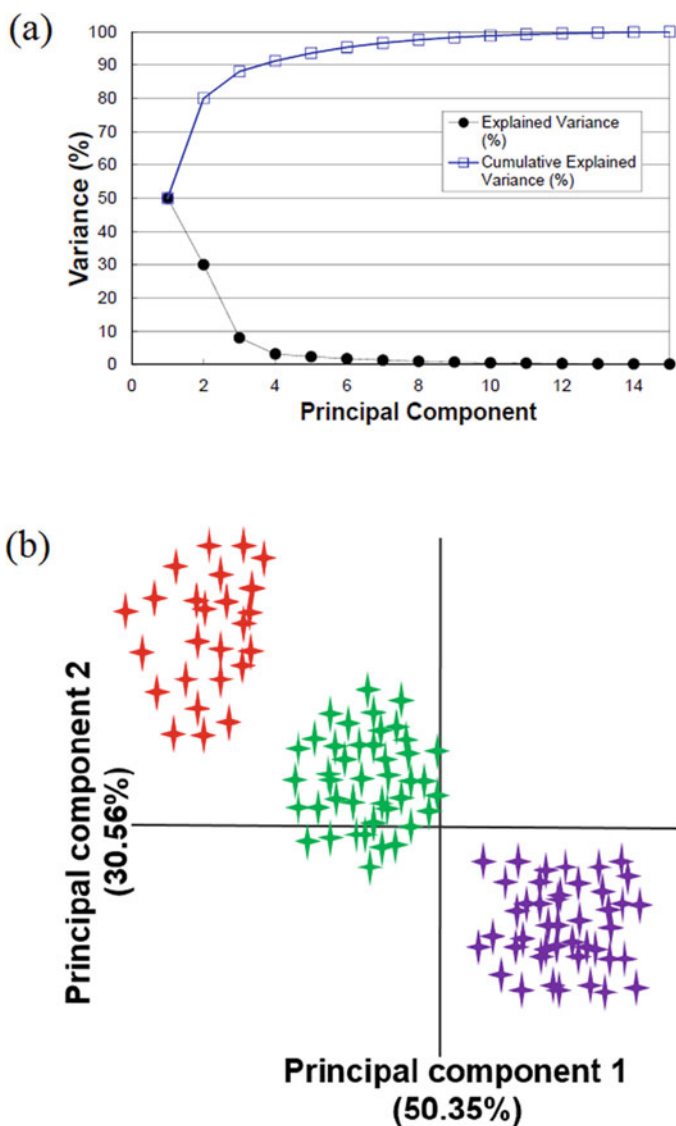 (a)
100
90
80
70
60
50
40
30
20
10
0
Variance (%)
Explained Variance
(%)
Cumulative Explained
Variance (%)
0
2
4
6
8
10
12
14
Principal Component
(b)
Principal component 2
(30.56%)
Principal component 1
(50.35%)